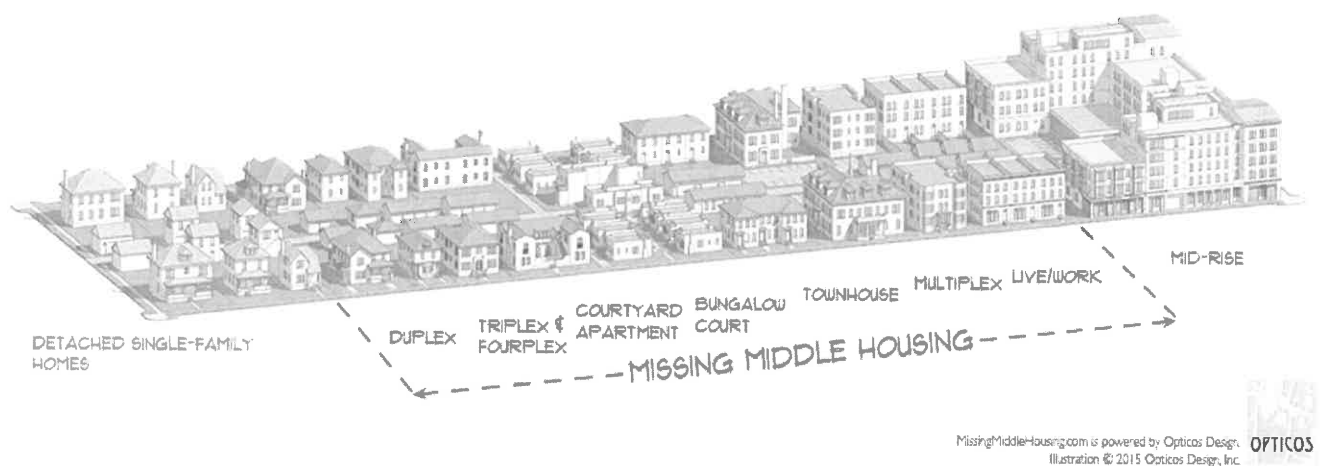 DETACHED SINGLE-FAMILY
HOMES
DUPLEX
TRIPLEX &
FOURPLEX
COURTYARD
APARTMENT
BUNGALOW
COURT
TOWNHOUSE
MULTIPLEX
LIVE/WORK
MID-RISE
MISSING MIDDLE HOUSING
MissingMiddleHousing.com is powered by Opticos Design.
Illustration © 2015 Opticos Design, Inc.
OPTICOS